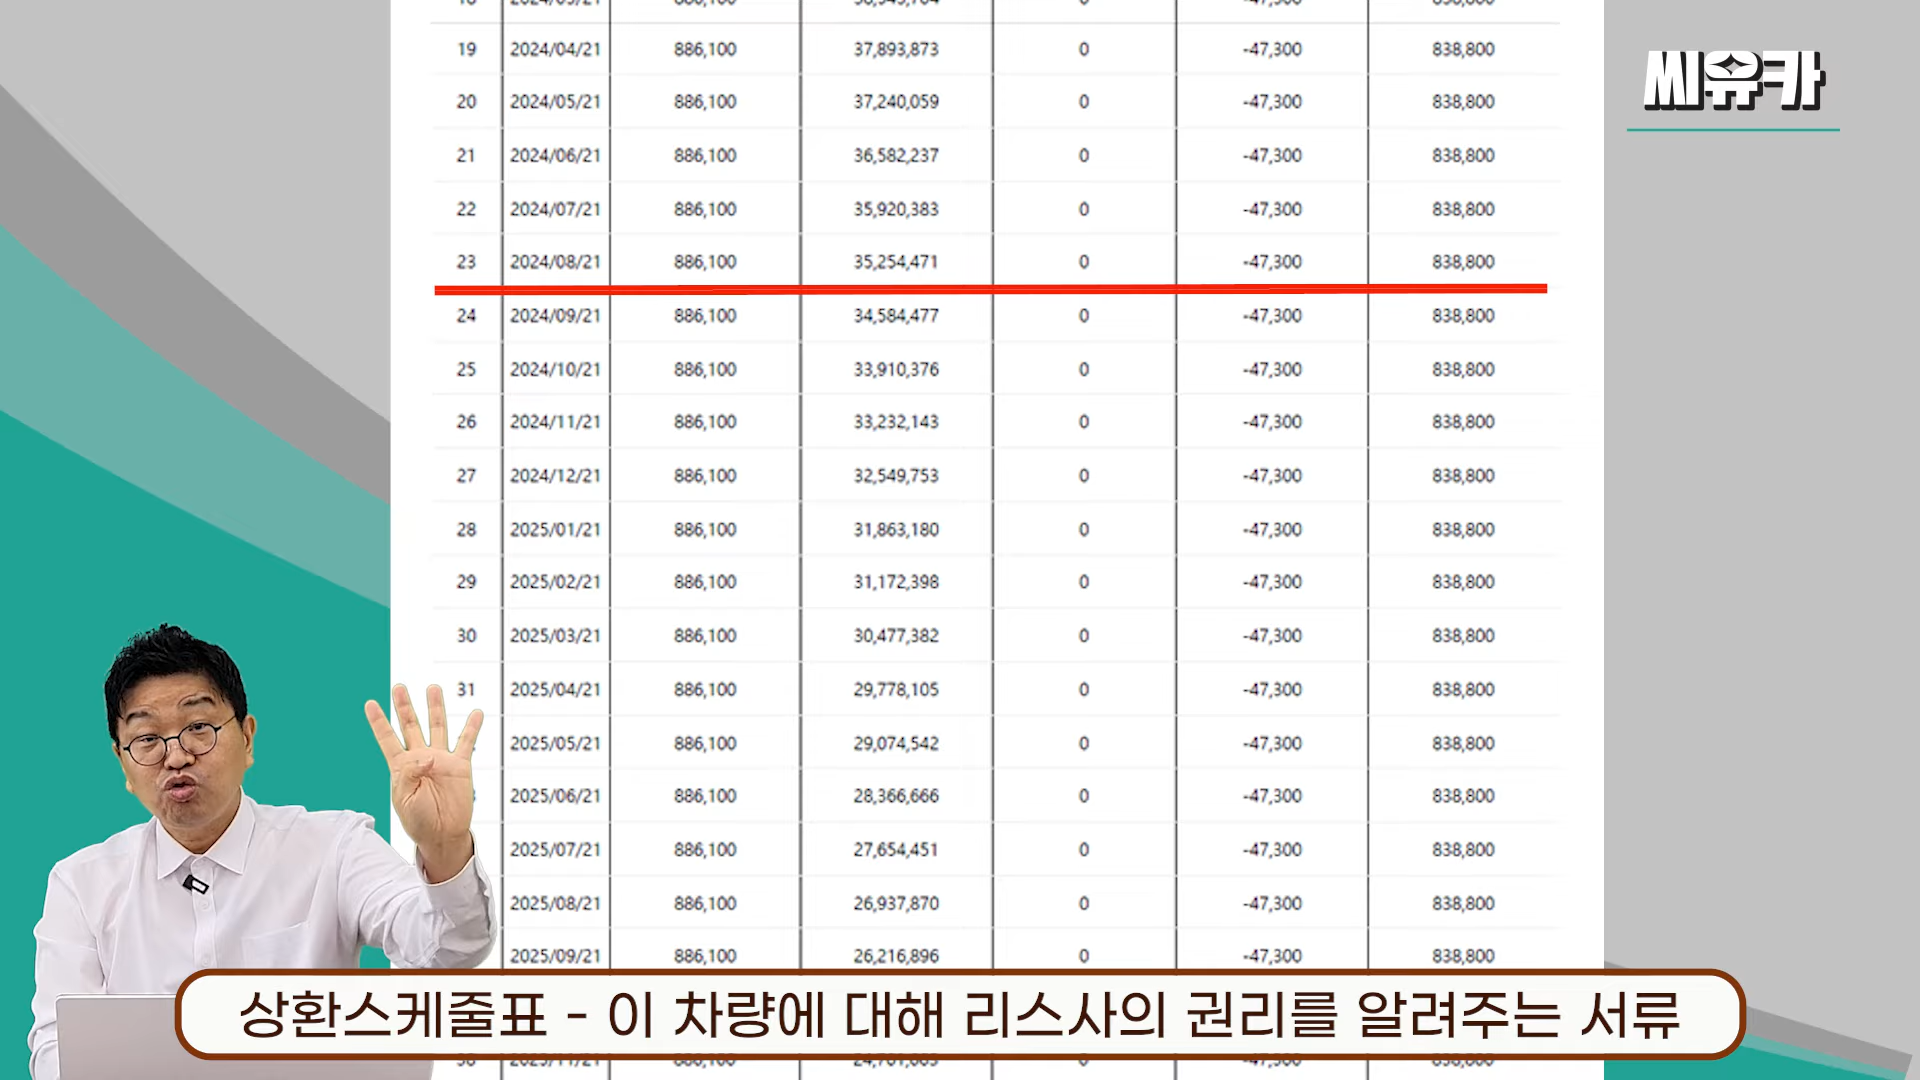 씨유카
19 2024/04/21 886,100 37,893,873 0 -47,300 838,800
20 2024/05/21 886,100 37,240,059 0 -47,300 838,800
21 2024/06/21 886,100 36,582,237 0 -47,300 838,800
22 2024/07/21 886,100 35,920,383 0 -47,300 838,800
23 2024/08/21 886,100 35,254,471 0 -47,300 838,800
24 2024/09/21 886,100 34,584,477 0 -47,300 838,800
25 2024/10/21 886,100 33,910,376 0 -47,300 838,800
26 2024/11/21 886,100 33,232,143 0 -47,300 838,800
27 2024/12/21 886,100 32,549,753 0 -47,300 838,800
28 2025/01/21 886,100 31,863,180 0 -47,300 838,800
29 2025/02/21 886,100 31,172,398 0 -47,300 838,800
30 2025/03/21 886,100 30,477,382 0 -47,300 838,800
31 2025/04/21 886,100 29,778,105 0 -47,300 838,800
2025/05/21 886,100 29,074,542 0 -47,300 838,800
2025/06/21 886,100 28,366,666 0 -47,300 838,800
2025/07/21 886,100 27,654,451 0 -47,300 838,800
2025/08/21 886,100 26,937,870 0 -47,300 838,800
2025/09/21 886,100 26,216,896 0 -47,300 838,800
상환스케줄표 - 이 차량에 대해 리스사의 권리를 알려주는 서류